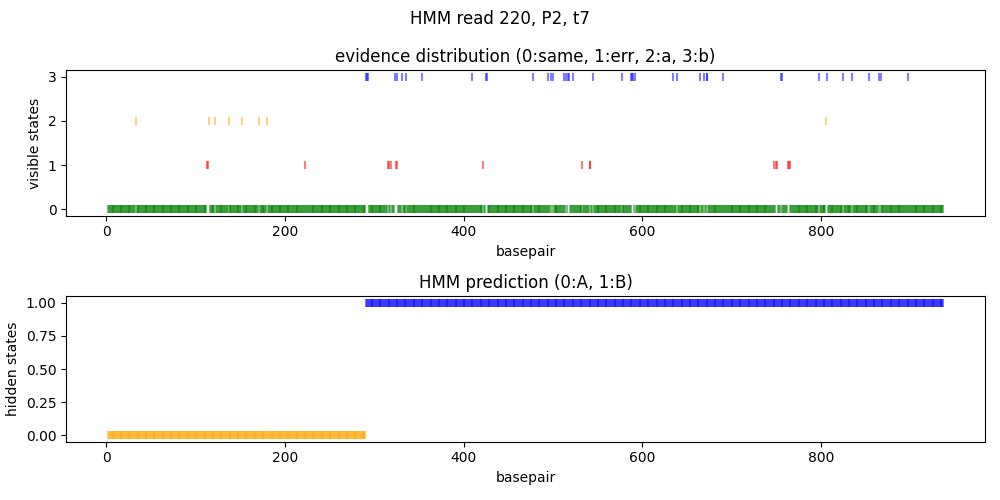 HMM read 220, P2, t7
evidence distribution (0:same, 1:err, 2:a, 3:b)
visible states
3
2
1
0
0 200 400 600 800
basepair
HMM prediction (0:A, 1:B)
hidden states
1.00
0.75
0.50
0.25
0.00
0 200 400 600 800
basepair